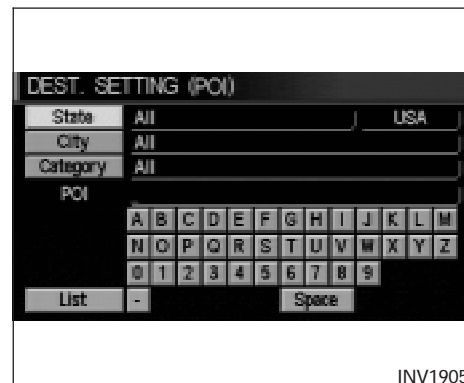 DEST. SETTING (POI)
State All USA
City All
Category All
POI _
A B C D E F G H I J K L M
N O P Q R S T U V W X Y Z
0 1 2 3 4 5 6 7 8 9
List - Space
INV1905